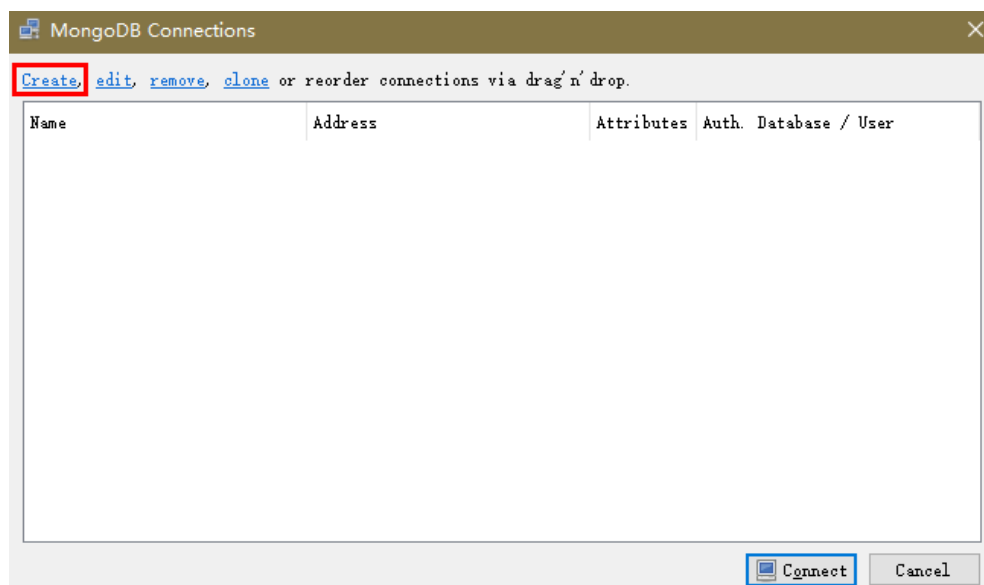 MongoDB Connections
Create, edit, remove, clone or reorder connections via drag'n'drop.
Name Address Attributes Auth. Database / User
Connect Cancel